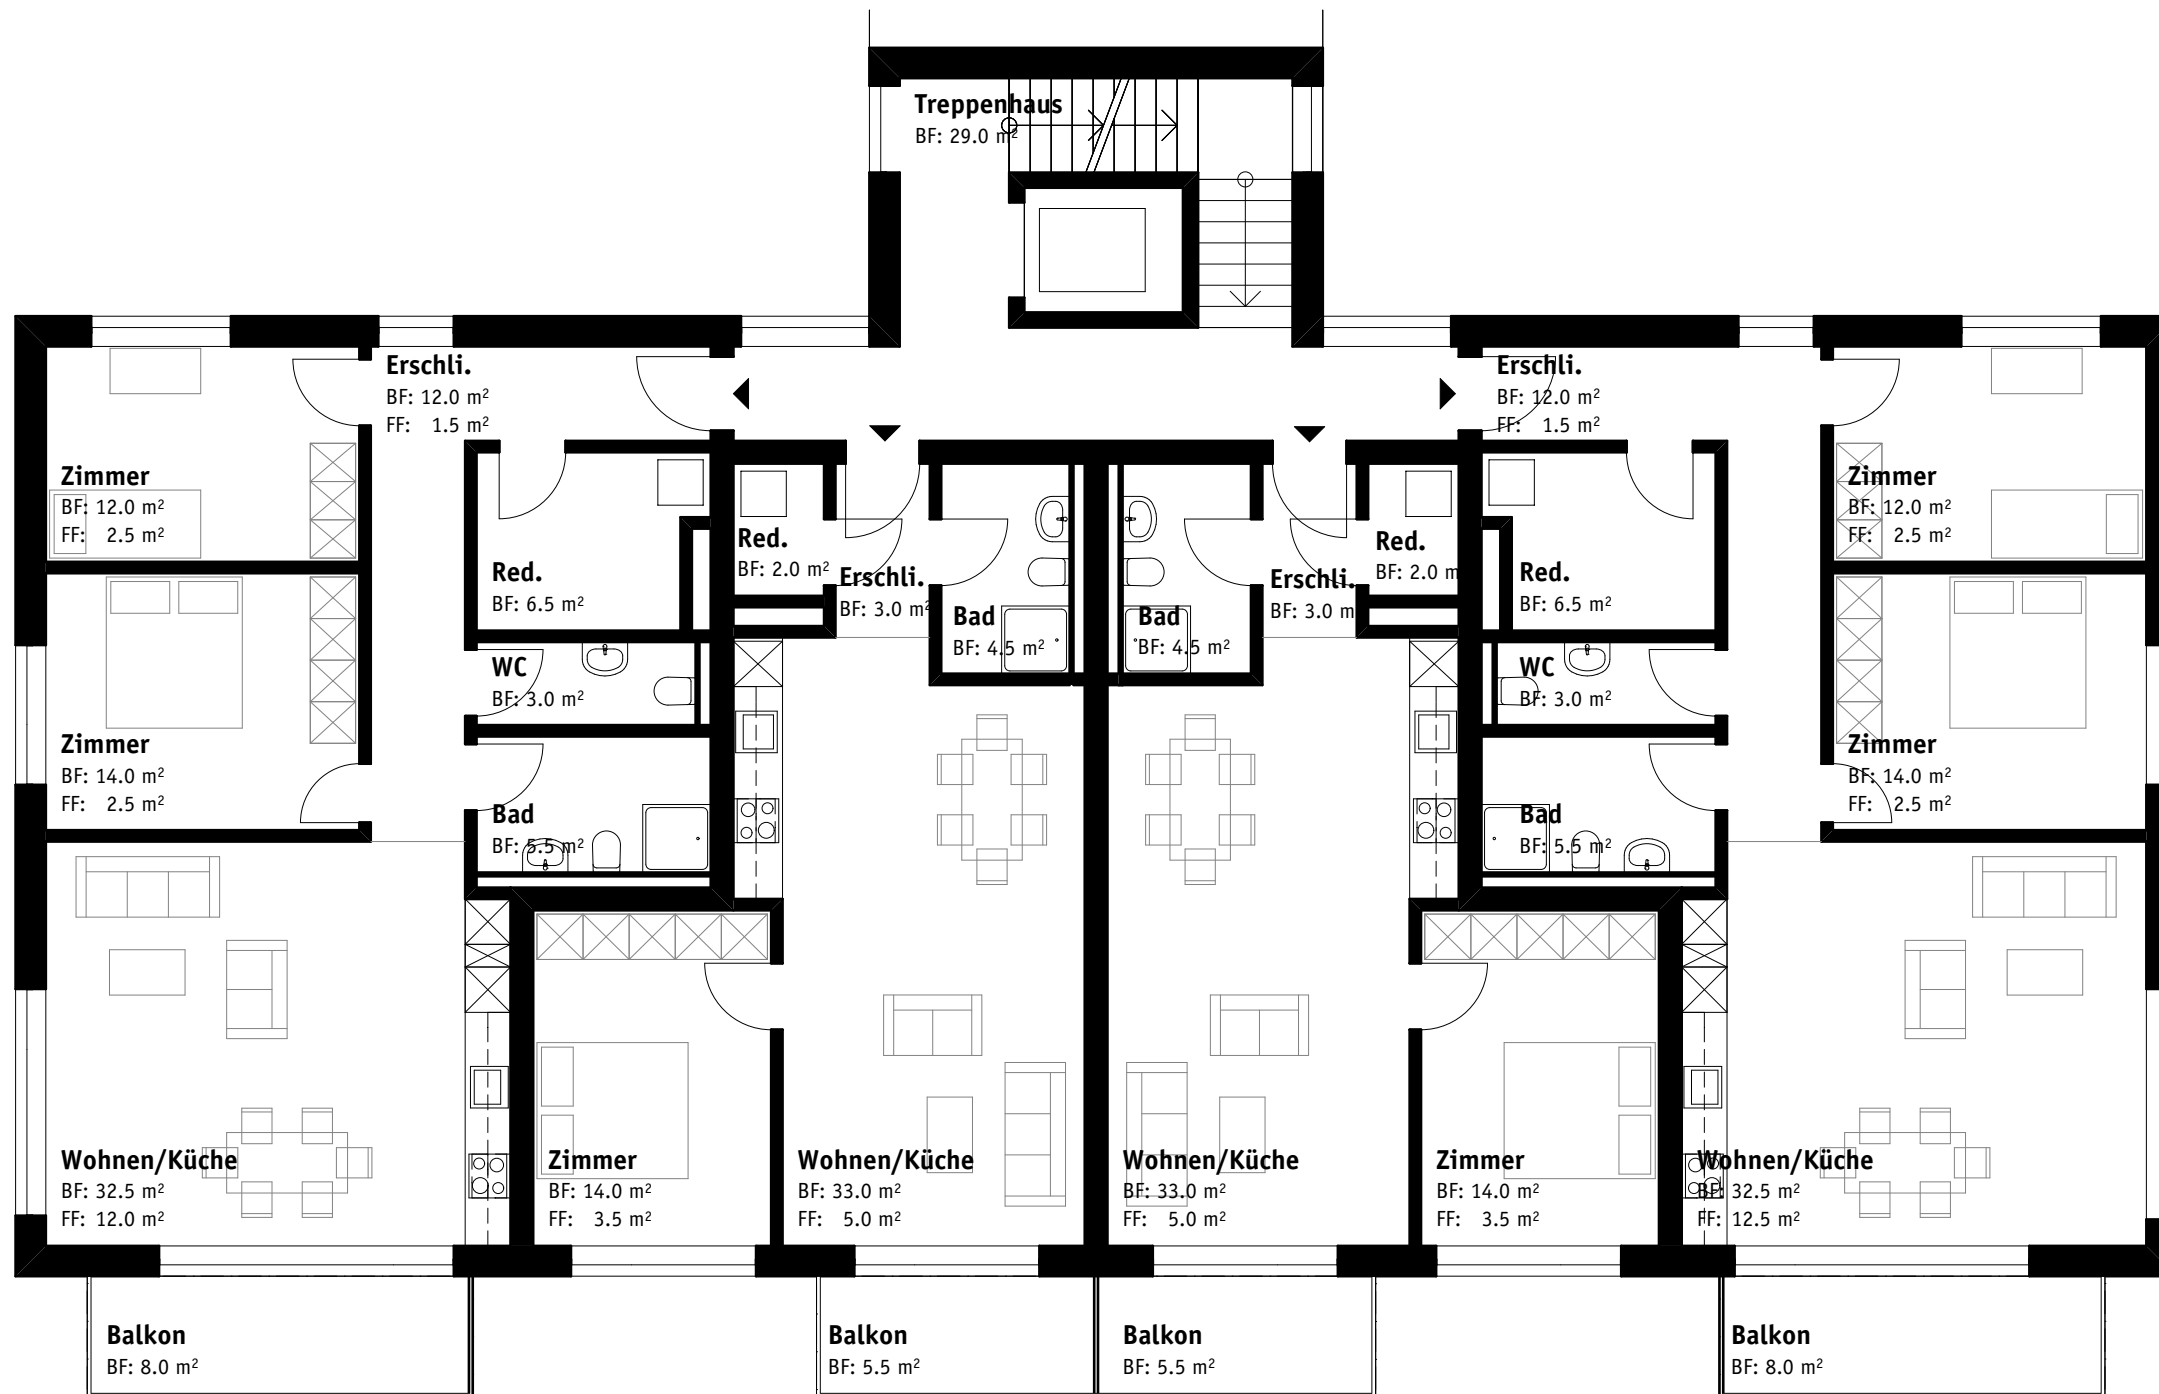 Treppenhaus
BF: 29.0 m²
Erschli.
BF: 12.0 m²
FF: 1.5 m²
Erschli.
BF: 12.0 m²
FF: 1.5 m²
Zimmer
BF: 12.0 m²
FF: 2.5 m²
Zimmer
BF: 12.0 m²
FF: 2.5 m²
Red.
BF: 6.5 m²
Red.
BF: 2.0 m²
Erschli.
BF: 3.0 m²
Bad
BF: 4.5 m²
Bad
BF: 4.5 m²
Erschli.
BF: 3.0 m
Red.
BF: 2.0 m
Red.
BF: 6.5 m²
WC
BF: 3.0 m²
WC
BF: 3.0 m²
Zimmer
BF: 14.0 m²
FF: 2.5 m²
Zimmer
BF: 14.0 m²
FF: 2.5 m²
Bad
BF: 5.5 m²
Bad
BF: 5.5 m²
Wohnen/Küche
BF: 32.5 m²
FF: 12.0 m²
Zimmer
BF: 14.0 m²
FF: 3.5 m²
Wohnen/Küche
BF: 33.0 m²
FF: 5.0 m²
Wohnen/Küche
BF: 33.0 m²
FF: 5.0 m²
Zimmer
BF: 14.0 m²
FF: 3.5 m²
Wohnen/Küche
BF: 32.5 m²
FF: 12.5 m²
Balkon
BF: 8.0 m²
Balkon
BF: 5.5 m²
Balkon
BF: 5.5 m²
Balkon
BF: 8.0 m²